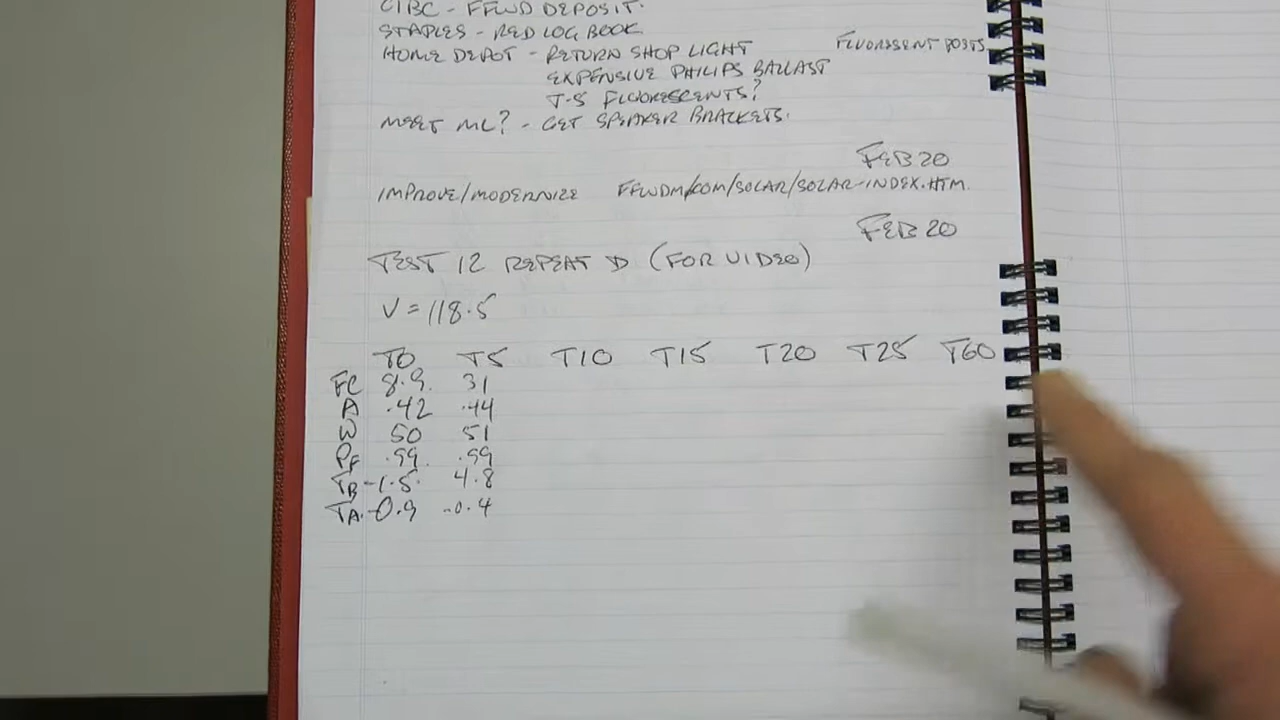 CIBC - FFWD DEPOSIT.
STAPLES - RED LOG BOOK
HOME DEPOT - RETURN SHOP LIGHT FLUORESENT POSTS
EXPENSIVE PHILIPS BALLAST
T-5 FLUORESCENTS?
MEET ML? - GET SPEAKER BRACKETS.
FEB 20
IMPROVE/MODERNIZE FFWDM/COM/SOLAR/SOLAR-INDEX.HTM.
FEB 20
TEST 12 REPEAT D (FOR VIDEO)
V = 118.5
T0 T5 T10 T15 T20 T25 T60
FC 8.9. 31
A .42 .44
W 50 51
PF .99. .99
TB -1.5. 4.8
TA. -0.9 -0.4